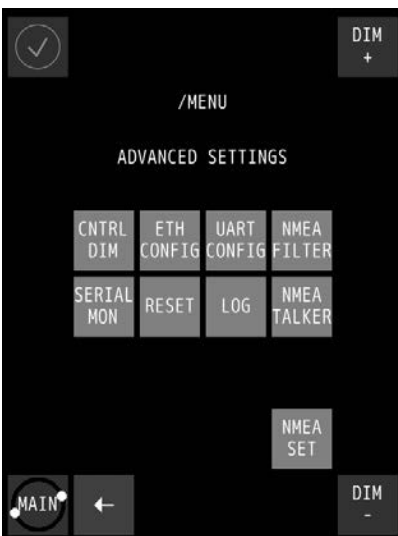 DIM
+
/MENU
ADVANCED SETTINGS
CNTRL
DIM
ETH
CONFIG
UART
CONFIG
NMEA
FILTER
SERIAL
MON
RESET
LOG
NMEA
TALKER
NMEA
SET
MAIN
←
DIM
-